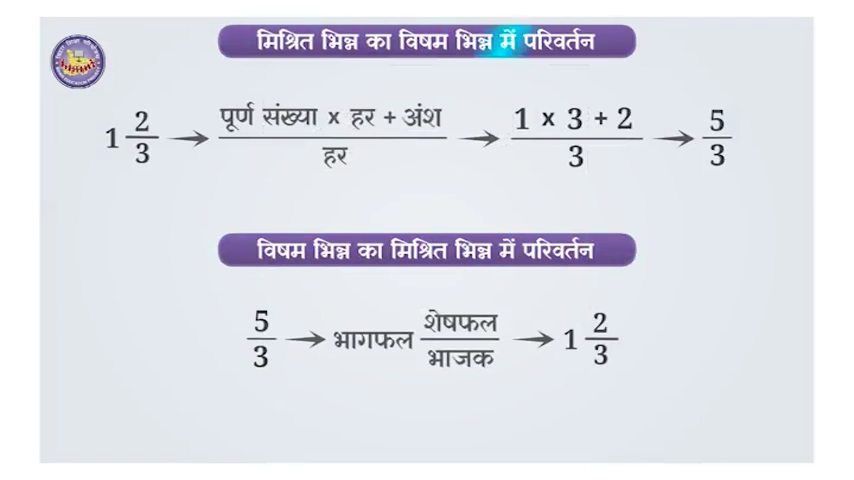 मिश्रित भिन्न का विषम भिन्न में परिवर्तन
1 2/3 → (पूर्ण संख्या x हर + अंश)/हर → (1 x 3 + 2)/3 → 5/3
विषम भिन्न का मिश्रित भिन्न में परिवर्तन
5/3 → भागफल शेषफल/भाजक → 1 2/3